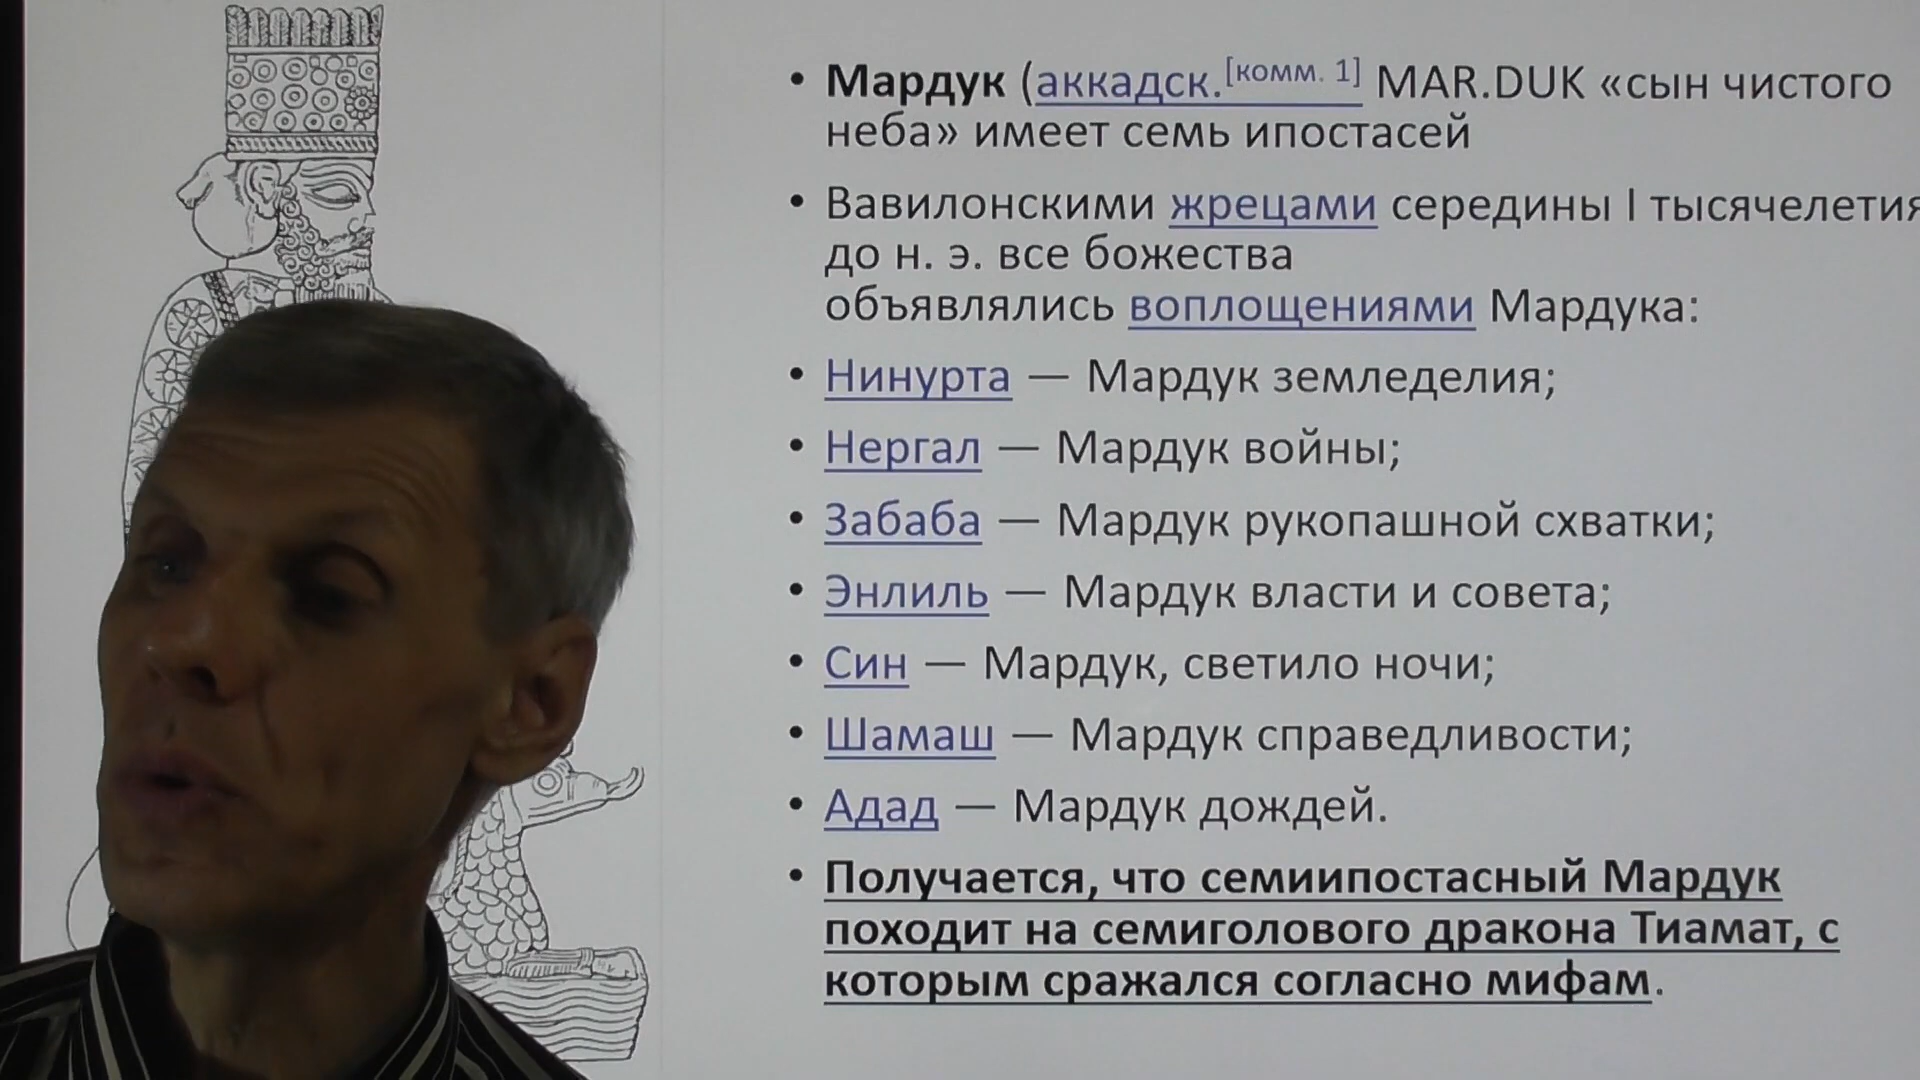 Мардук (аккадск.[комм. 1] MAR.DUK «сын чистого
неба» имеет семь ипостасей
Вавилонскими жрецами середины I тысячелетия
до н. э. все божества
объявлялись воплощениями Мардука:
Нинурта — Мардук земледелия;
Нергал — Мардук войны;
Забаба — Мардук рукопашной схватки;
Энлиль — Мардук власти и совета;
Син — Мардук, светило ночи;
Шамаш — Мардук справедливости;
Адад — Мардук дождей.
Получается, что семиипостасный Мардук
походит на семиголового дракона Тиамат, с
которым сражался согласно мифам.